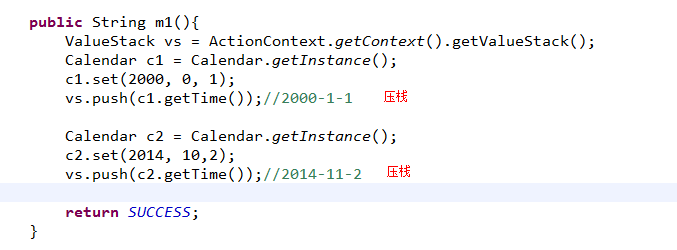 public String m1(){
ValueStack vs = ActionContext.getContext().getValueStack();
Calendar c1 = Calendar.getInstance();
c1.set(2000, 0, 1);
vs.push(c1.getTime());//2000-1-1 压栈
Calendar c2 = Calendar.getInstance();
c2.set(2014, 10,2);
vs.push(c2.getTime());//2014-11-2 压栈
return SUCCESS;
}